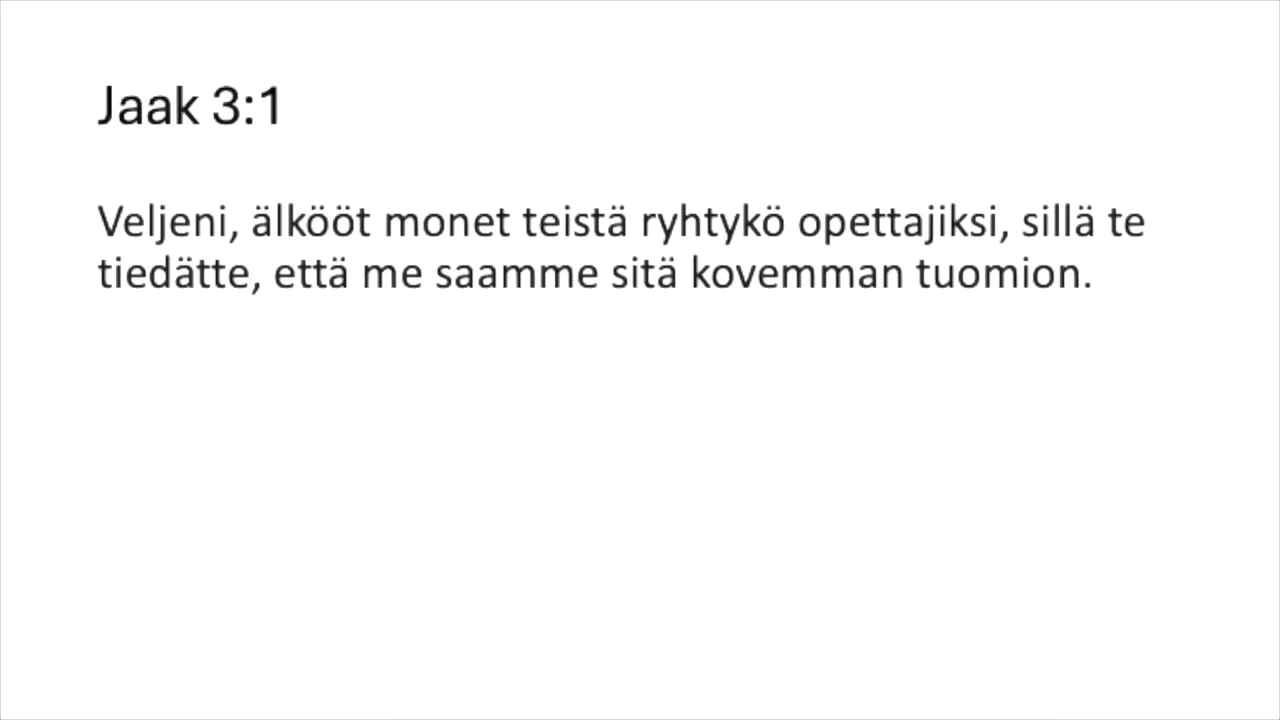 Jaak 3:1
Veljeni, älkööt monet teistä ryhtykö opettajiksi, sillä te
tiedätte, että me saamme sitä kovemman tuomion.